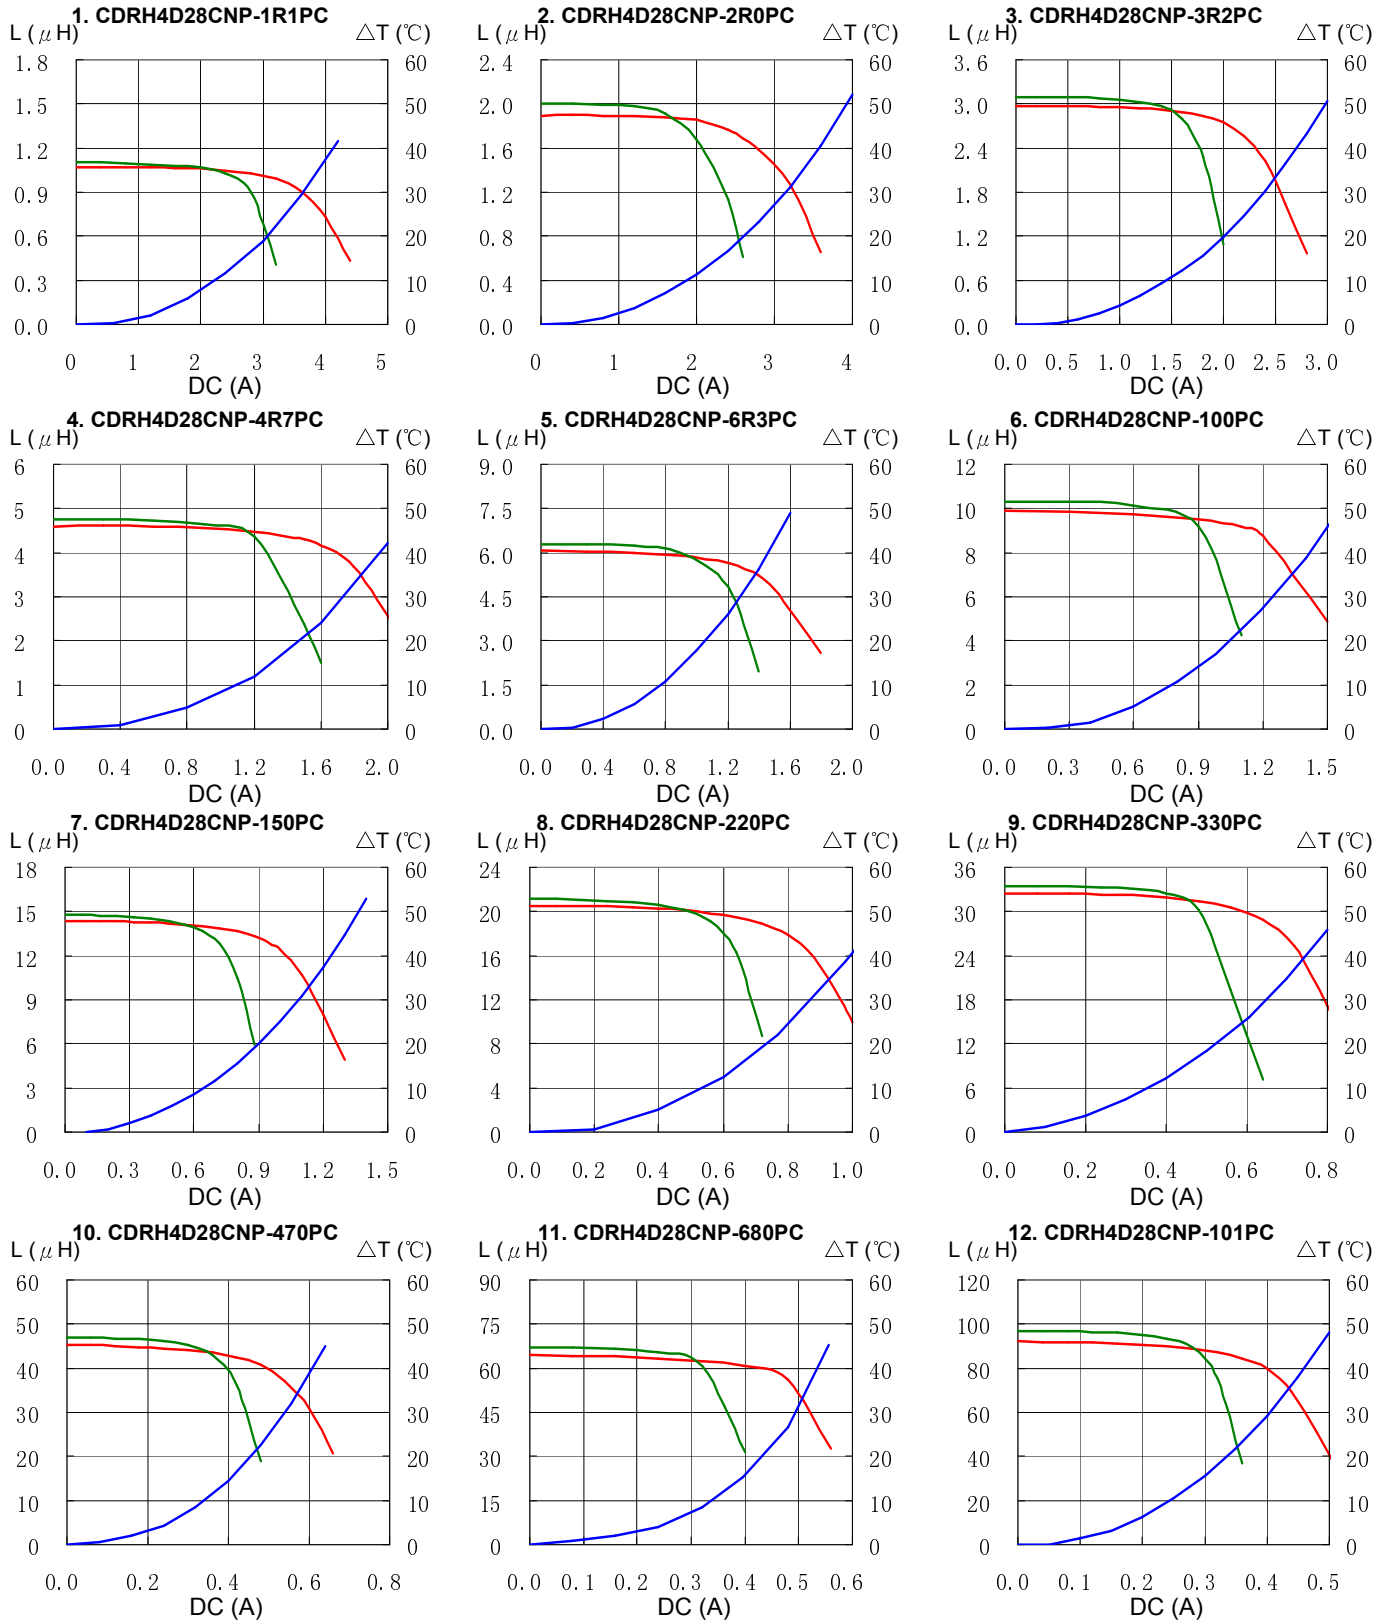 1. CDRH4D28CNP-1R1PC
L (μH) △T (℃)
1.8 60
1.5 50
1.2 40
0.9 30
0.6 20
0.3 10
0.0 0
0 1 2 3 4 5
DC (A)
2. CDRH4D28CNP-2R0PC
L (μH) △T (℃)
2.4 60
2.0 50
1.6 40
1.2 30
0.8 20
0.4 10
0.0 0
0 1 2 3 4
DC (A)
3. CDRH4D28CNP-3R2PC
L (μH) △T (℃)
3.6 60
3.0 50
2.4 40
1.8 30
1.2 20
0.6 10
0.0 0
0.0 0.5 1.0 1.5 2.0 2.5 3.0
DC (A)
4. CDRH4D28CNP-4R7PC
L (μH) △T (℃)
6 60
5 50
4 40
3 30
2 20
1 10
0 0
0.0 0.4 0.8 1.2 1.6 2.0
DC (A)
5. CDRH4D28CNP-6R3PC
L (μH) △T (℃)
9.0 60
7.5 50
6.0 40
4.5 30
3.0 20
1.5 10
0.0 0
0.0 0.4 0.8 1.2 1.6 2.0
DC (A)
6. CDRH4D28CNP-100PC
L (μH) △T (℃)
12 60
10 50
8 40
6 30
4 20
2 10
0 0
0.0 0.3 0.6 0.9 1.2 1.5
DC (A)
7. CDRH4D28CNP-150PC
L (μH) △T (℃)
18 60
15 50
12 40
9 30
6 20
3 10
0 0
0.0 0.3 0.6 0.9 1.2 1.5
DC (A)
8. CDRH4D28CNP-220PC
L (μH) △T (℃)
24 60
20 50
16 40
12 30
8 20
4 10
0 0
0.0 0.2 0.4 0.6 0.8 1.0
DC (A)
9. CDRH4D28CNP-330PC
L (μH) △T (℃)
36 60
30 50
24 40
18 30
12 20
6 10
0 0
0.0 0.2 0.4 0.6 0.8
DC (A)
10. CDRH4D28CNP-470PC
L (μH) △T (℃)
60 60
50 50
40 40
30 30
20 20
10 10
0 0
0.0 0.2 0.4 0.6 0.8
DC (A)
11. CDRH4D28CNP-680PC
L (μH) △T (℃)
90 60
75 50
60 40
45 30
30 20
15 10
0 0
0.0 0.1 0.2 0.3 0.4 0.5 0.6
DC (A)
12. CDRH4D28CNP-101PC
L (μH) △T (℃)
120 60
100 50
80 40
60 30
40 20
20 10
0 0
0.0 0.1 0.2 0.3 0.4 0.5
DC (A)